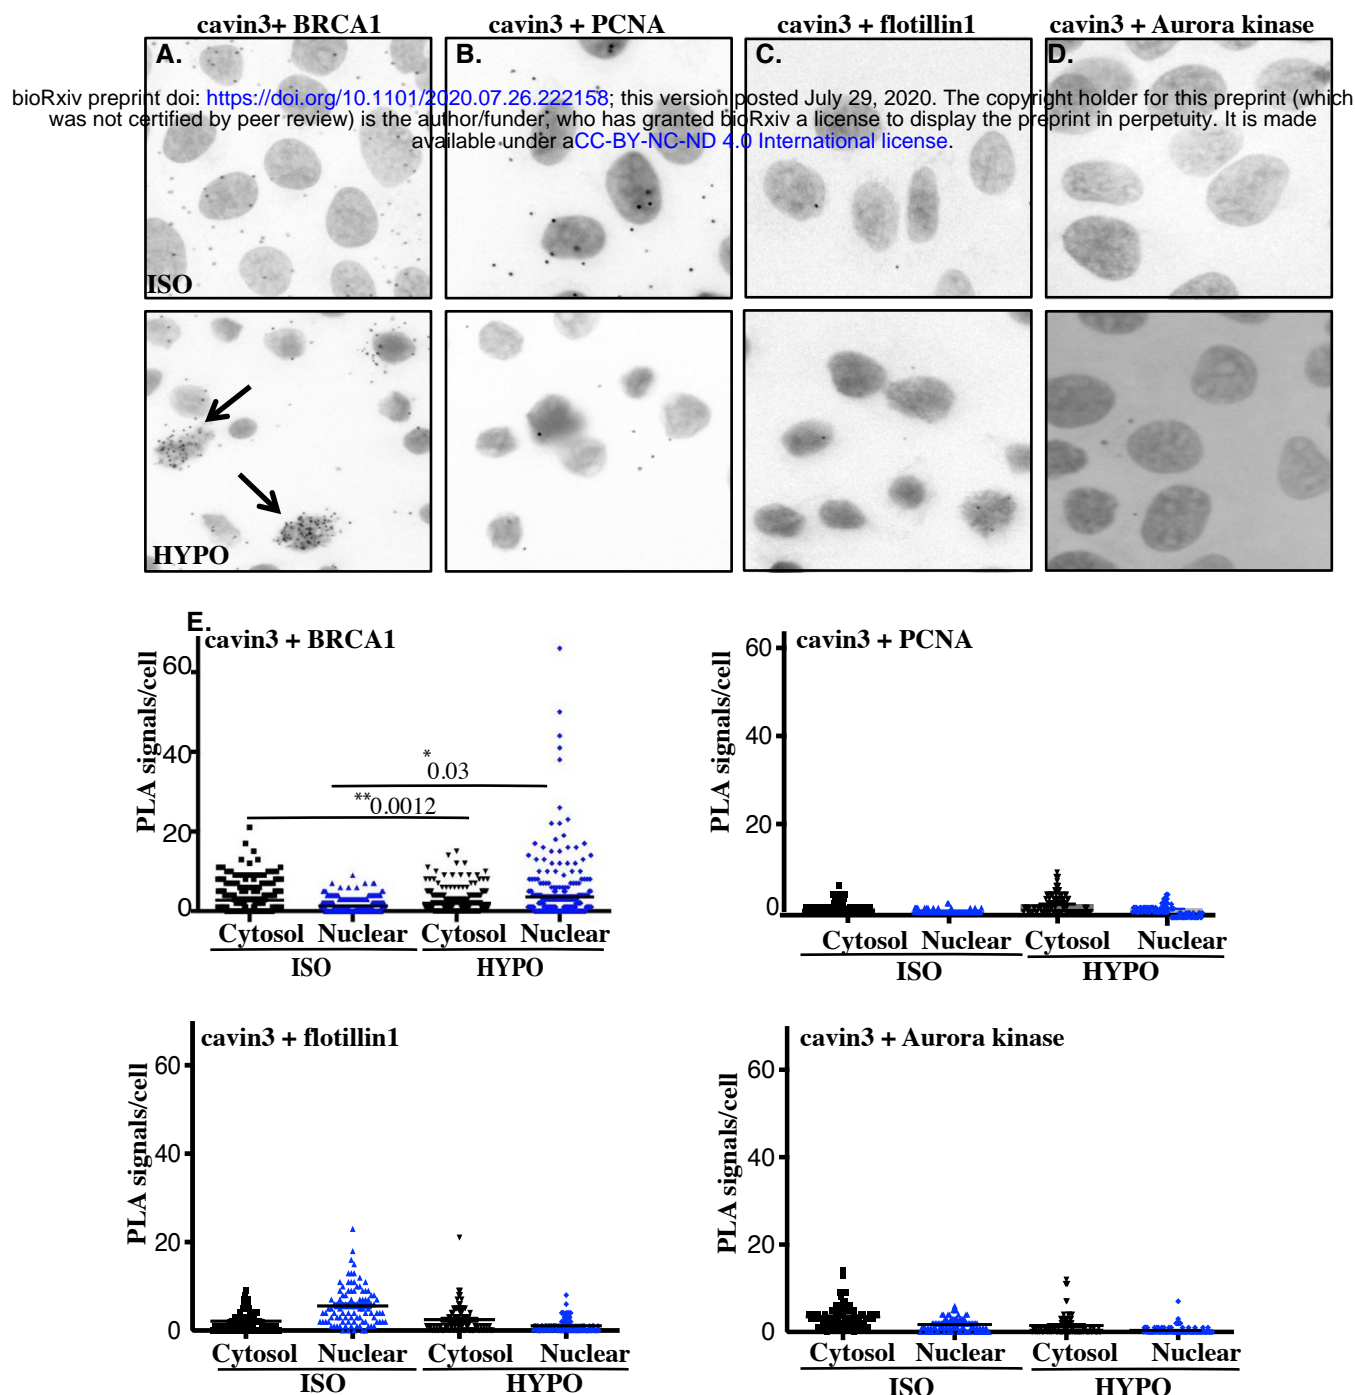 cavin3+ BRCA1 cavin3 + PCNA cavin3 + flotillin1 cavin3 + Aurora kinase
A. B. C. D.
bioRxiv preprint doi: https://doi.org/10.1101/2020.07.26.222158; this version posted July 29, 2020. The copyright holder for this preprint (which
was not certified by peer review) is the author/funder, who has granted bioRxiv a license to display the preprint in perpetuity. It is made
available under aCC-BY-NC-ND 4.0 International license.
ISO
HYPO
E.
cavin3 + BRCA1
PLA signals/cell
60
40
20
0
*
0.03
**0.0012
Cytosol Nuclear Cytosol Nuclear
ISO HYPO
cavin3 + PCNA
PLA signals/cell
60
40
20
0
Cytosol Nuclear Cytosol Nuclear
ISO HYPO
cavin3 + flotillin1
PLA signals/cell
60
40
20
0
Cytosol Nuclear Cytosol Nuclear
ISO HYPO
cavin3 + Aurora kinase
PLA signals/cell
60
40
20
0
Cytosol Nuclear Cytosol Nuclear
ISO HYPO